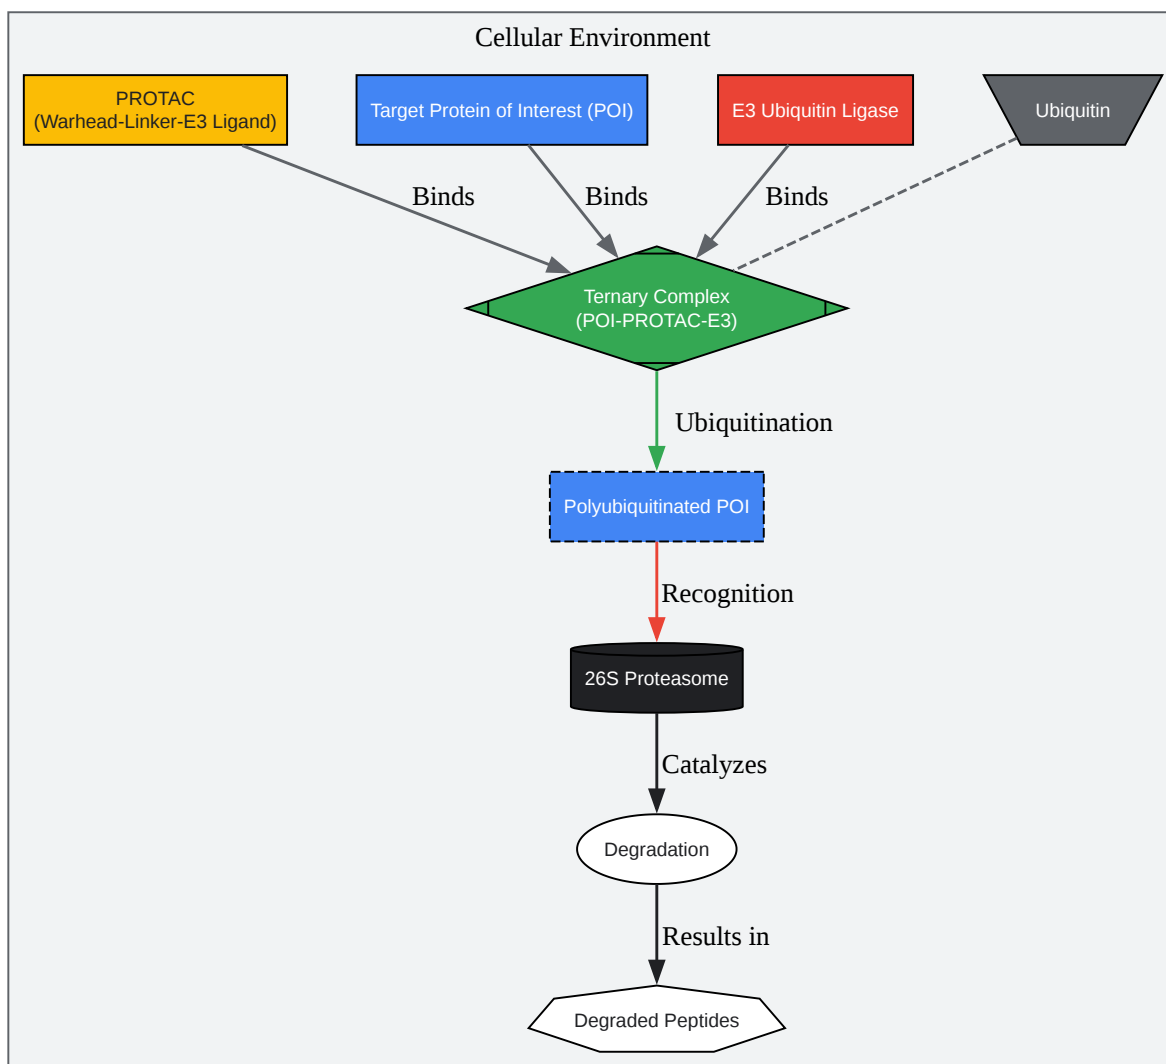 Cellular Environment
PROTAC
(Warhead-Linker-E3 Ligand)
Target Protein of Interest (POI)
E3 Ubiquitin Ligase
Ubiquitin
Binds
Binds
Binds
Ternary Complex
(POI-PROTAC-E3)
Ubiquitination
Polyubiquitinated POI
Recognition
26S Proteasome
Catalyzes
Degradation
Results in
Degraded Peptides